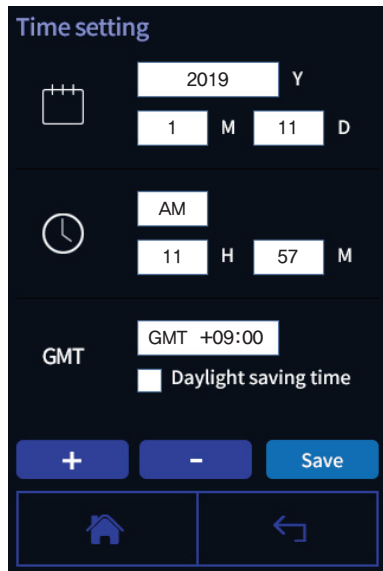 Time setting
2019 Y
1 M 11 D
AM
11 H 57 M
GMT GMT +09:00
Daylight saving time
+ - Save